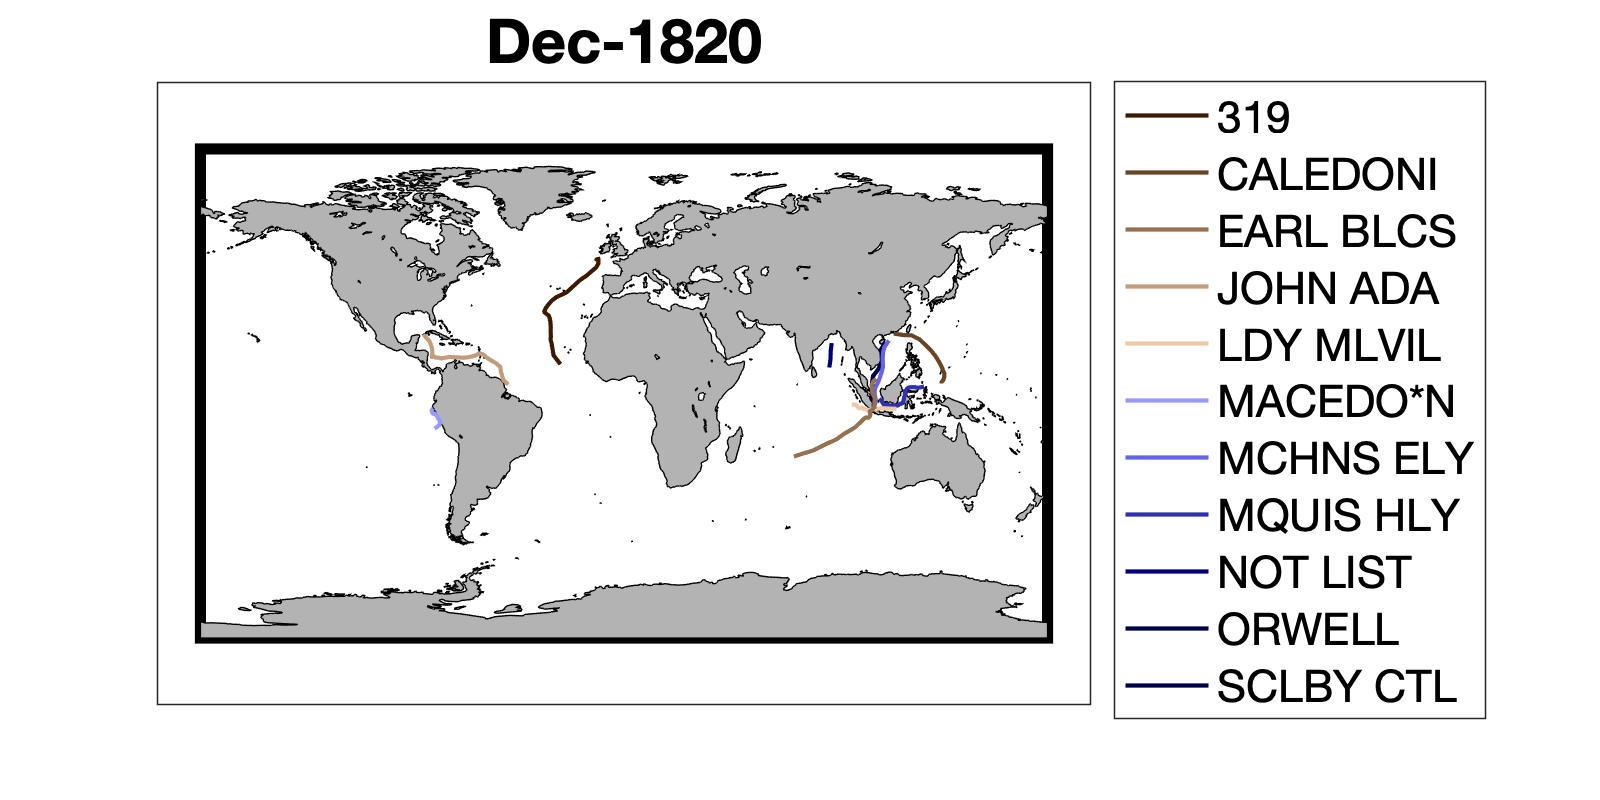 Dec-1820
319
CALEDONI
EARL BLCS
JOHN ADA
LDY MLVIL
MACEDO*N
MCHNS ELY
MQUIS HLY
NOT LIST
ORWELL
SCLBY CTL